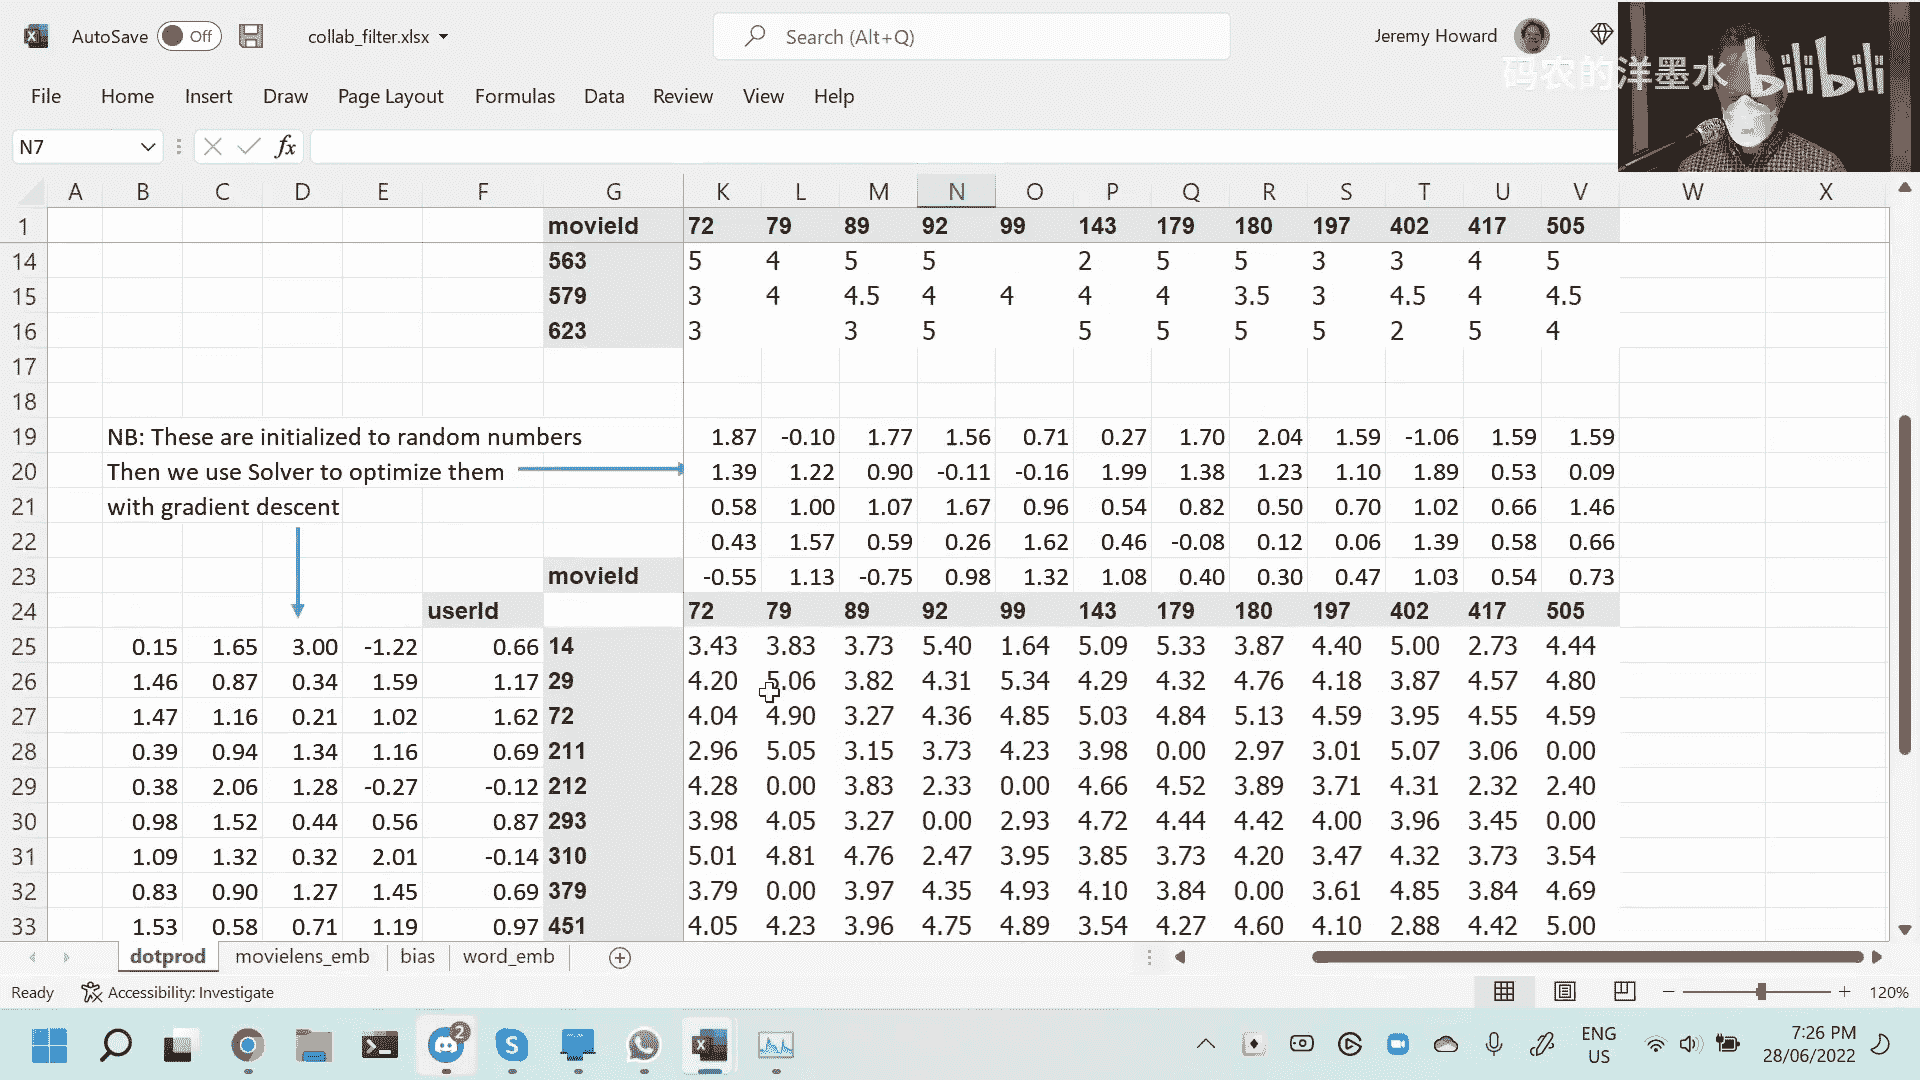 AutoSave Off collab_filter.xlsx Search (Alt+Q) Jeremy Howard
码农的洋墨水 bilibili
File Home Insert Draw Page Layout Formulas Data Review View Help
N7 fx
A B C D E F G K L M N O P Q R S T U V W X
1 movieId 72 79 89 92 99 143 179 180 197 402 417 505
14 563 5 4 5 5 2 5 5 3 3 4 5
15 579 3 4 4.5 4 4 4 4 3.5 3 4.5 4 4.5
16 623 3 3 5 5 5 5 5 2 5 4
17
18
19 NB: These are initialized to random numbers 1.87 -0.10 1.77 1.56 0.71 0.27 1.70 2.04 1.59 -1.06 1.59 1.59
20 Then we use Solver to optimize them 1.39 1.22 0.90 -0.11 -0.16 1.99 1.38 1.23 1.10 1.89 0.53 0.09
21 with gradient descent 0.58 1.00 1.07 1.67 0.96 0.54 0.82 0.50 0.70 1.02 0.66 1.46
22 0.43 1.57 0.59 0.26 1.62 0.46 -0.08 0.12 0.06 1.39 0.58 0.66
23 movieId -0.55 1.13 -0.75 0.98 1.32 1.08 0.40 0.30 0.47 1.03 0.54 0.73
24 userId 72 79 89 92 99 143 179 180 197 402 417 505
25 0.15 1.65 3.00 -1.22 0.66 14 3.43 3.83 3.73 5.40 1.64 5.09 5.33 3.87 4.40 5.00 2.73 4.44
26 1.46 0.87 0.34 1.59 1.17 29 4.20 5.06 3.82 4.31 5.34 4.29 4.32 4.76 4.18 3.87 4.57 4.80
27 1.47 1.16 0.21 1.02 1.62 72 4.04 4.90 3.27 4.36 4.85 5.03 4.84 5.13 4.59 3.95 4.55 4.59
28 0.39 0.94 1.34 1.16 0.69 211 2.96 5.05 3.15 3.73 4.23 3.98 0.00 2.97 3.01 5.07 3.06 0.00
29 0.38 2.06 1.28 -0.27 -0.12 212 4.28 0.00 3.83 2.33 0.00 4.66 4.52 3.89 3.71 4.31 2.32 2.40
30 0.98 1.52 0.44 0.56 0.87 293 3.98 4.05 3.27 0.00 2.93 4.72 4.44 4.42 4.00 3.96 3.45 0.00
31 1.09 1.32 0.32 2.01 -0.14 310 5.01 4.81 4.76 2.47 3.95 3.85 3.73 4.20 3.47 4.32 3.73 3.54
32 0.83 0.90 1.27 1.45 0.69 379 3.79 0.00 3.97 4.35 4.93 4.10 3.84 0.00 3.61 4.85 3.84 4.69
33 1.53 0.58 0.71 1.19 0.97 451 4.05 4.23 3.96 4.75 4.89 3.54 4.27 4.60 4.10 2.88 4.42 5.00
dotprod movielens_emb bias word_emb
Ready Accessibility: Investigate 120%
2 ENG US 7:26 PM 28/06/2022